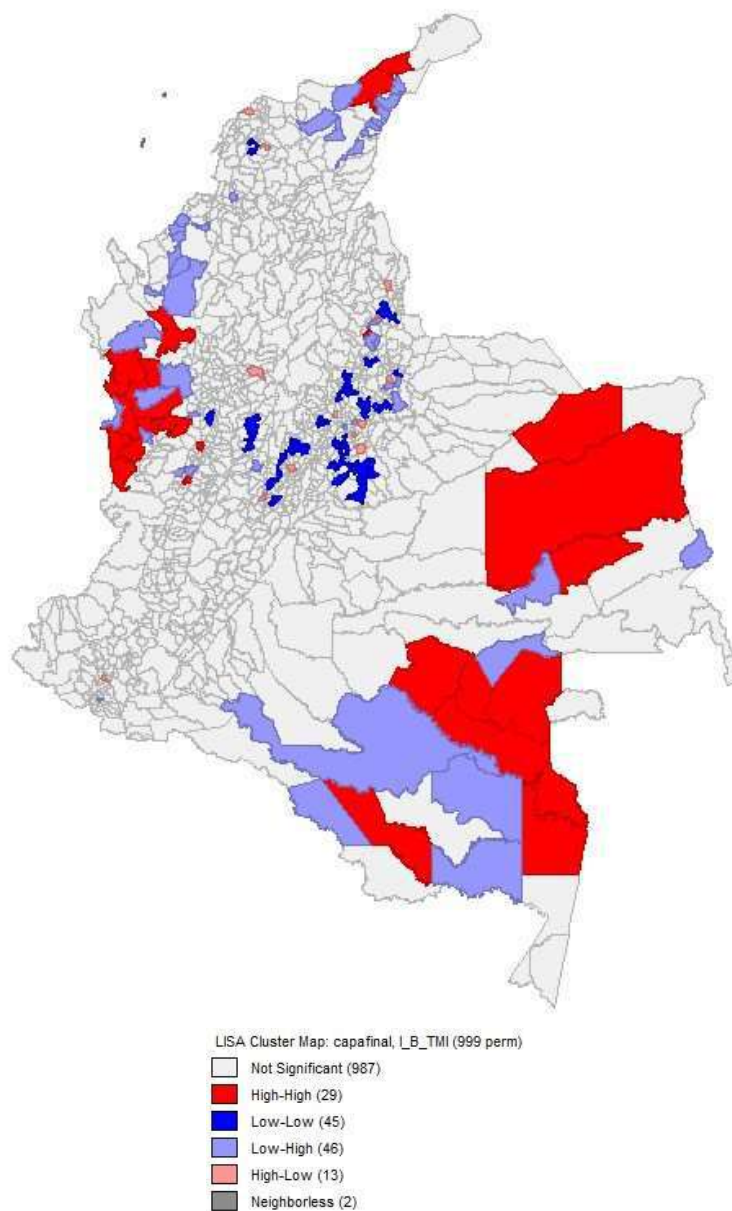 LISA Cluster Map: capafinal, I_B_TMI (999 perm)
Not Significant (987)
High-High (29)
Low-Low (45)
Low-High (46)
High-Low (13)
Neighborless (2)